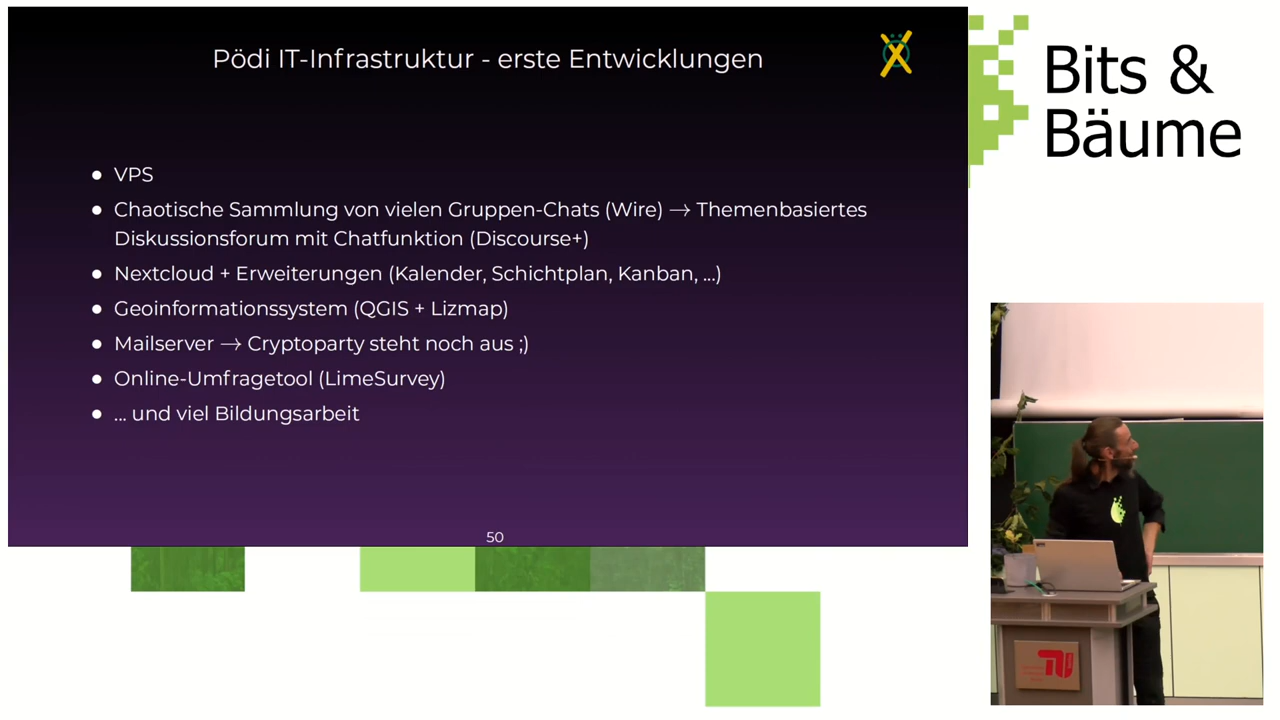 Pödi IT-Infrastruktur - erste Entwicklungen
● VPS
● Chaotische Sammlung von vielen Gruppen-Chats (Wire) → Themenbasiertes
Diskussionsforum mit Chatfunktion (Discourse+)
● Nextcloud + Erweiterungen (Kalender, Schichtplan, Kanban, ...)
● Geoinformationssystem (QGIS + Lizmap)
● Mailserver → Cryptoparty steht noch aus ;)
● Online-Umfragetool (LimeSurvey)
● ... und viel Bildungsarbeit
50
Bits &
Bäume